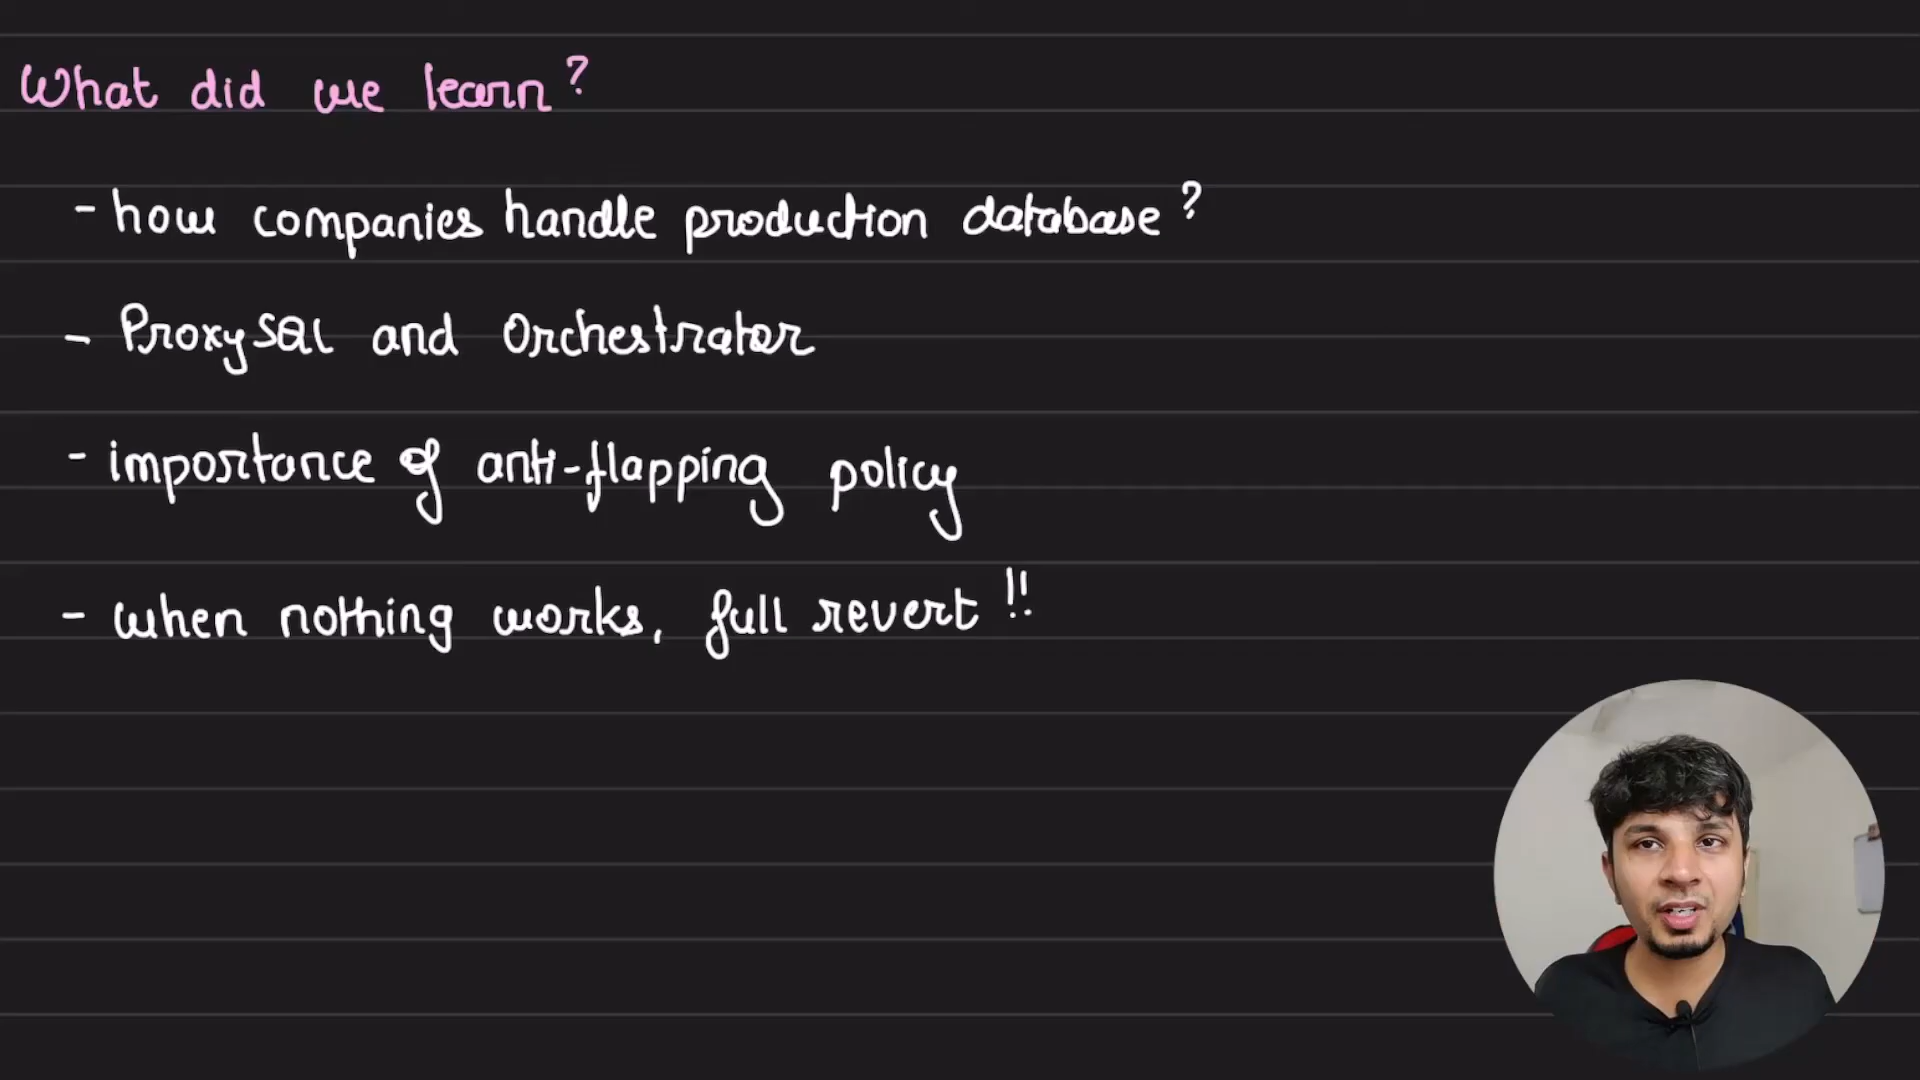 What did we learn?
- how companies handle production database?
- ProxySQL and Orchestrator
- importance of anti-flapping policy
- when nothing works, full revert!!